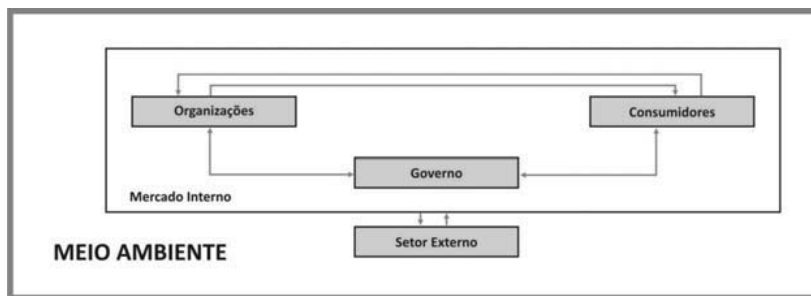 Organizações
Consumidores
Governo
Mercado Interno
Setor Externo
MEIO AMBIENTE